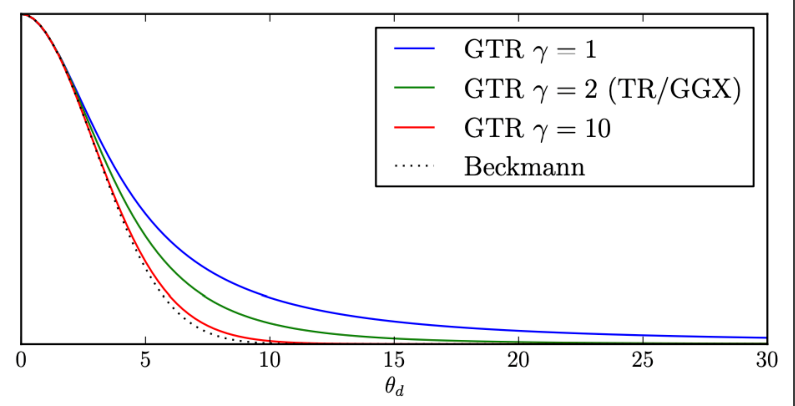 GTR γ = 1
GTR γ = 2 (TR/GGX)
GTR γ = 10
Beckmann
0 5 10 15 20 25 30
θd